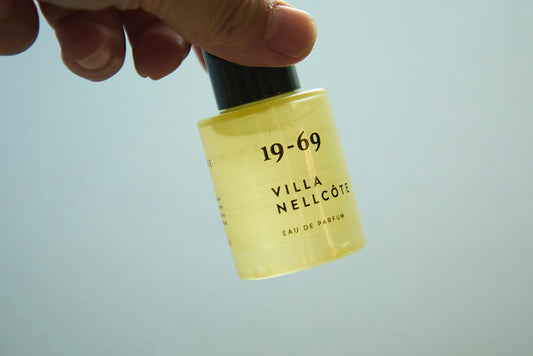 19-69
VILLA
NELLCÔTE
EAU DE PARFUM